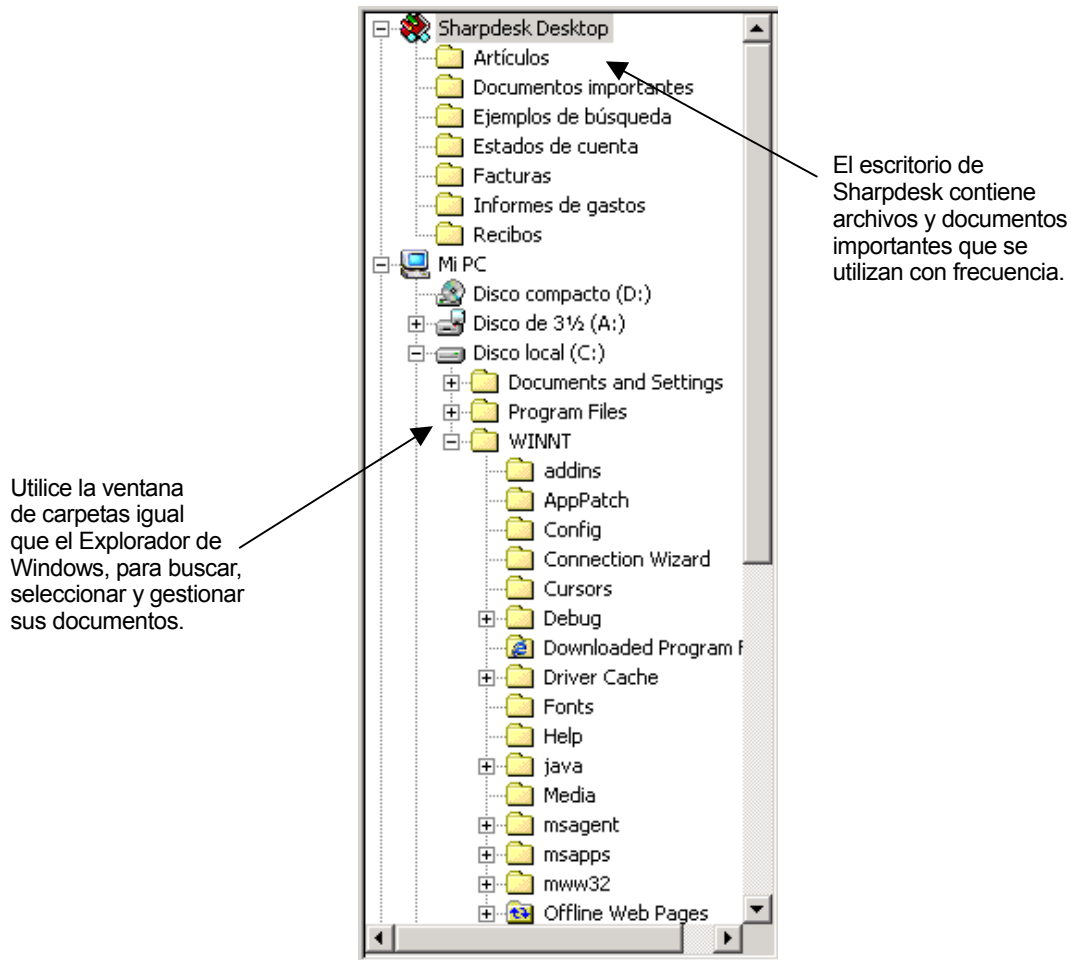 Sharpdesk Desktop
Artículos
Documentos importantes
Ejemplos de búsqueda
Estados de cuenta
Facturas
Informes de gastos
Recibos
Mi PC
Disco compacto (D:)
Disco de 3½ (A:)
Disco local (C:)
Documents and Settings
Program Files
WINNT
addins
AppPatch
Config
Connection Wizard
Cursors
Debug
Downloaded Program F
Driver Cache
Fonts
Help
java
Media
msagent
msapps
mww32
Offline Web Pages
El escritorio de
Sharpdesk contiene
archivos y documentos
importantes que se
utilizan con frecuencia.
Utilice la ventana
de carpetas igual
que el Explorador de
Windows, para buscar,
seleccionar y gestionar
sus documentos.